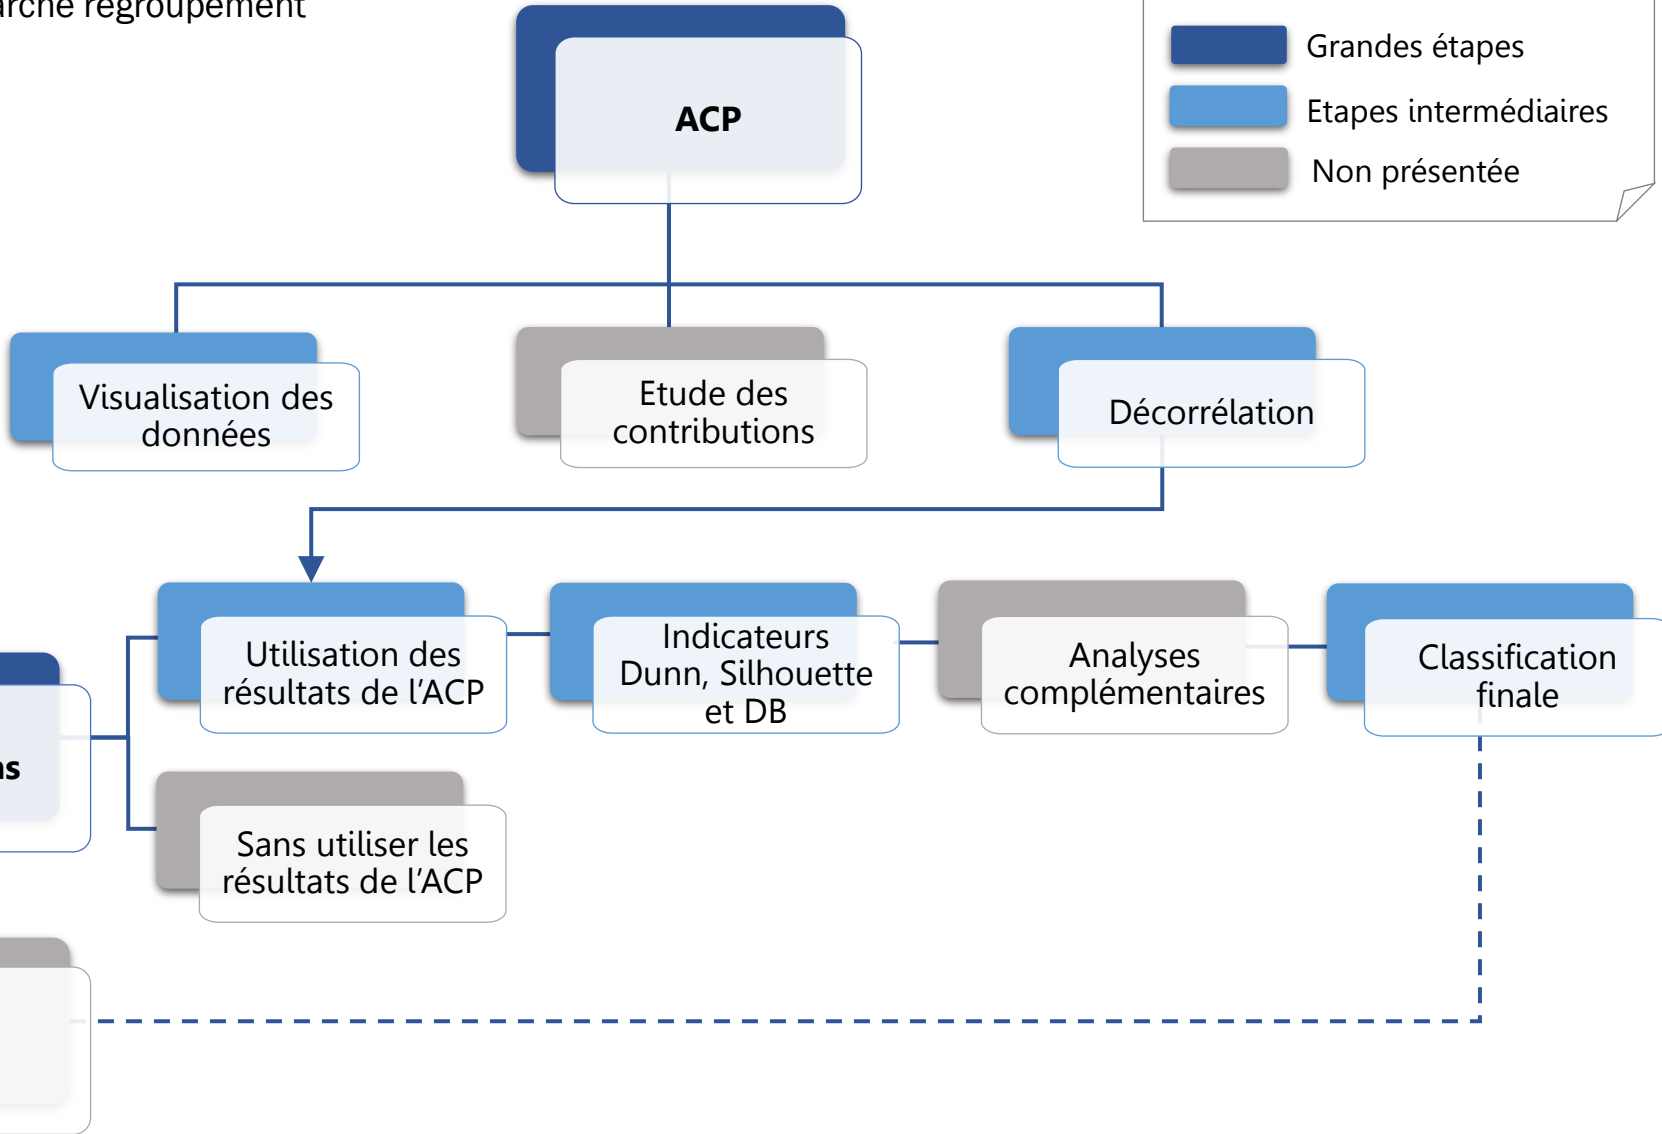 regroupement
Grandes étapes
Etapes intermédiaires
Non présentée
ACP
Visualisation des
données
Etude des
contributions
Décorrélation
Utilisation des
résultats de l’ACP
Indicateurs
Dunn, Silhouette
et DB
Analyses
complémentaires
Classification
finale
Sans utiliser les
résultats de l’ACP